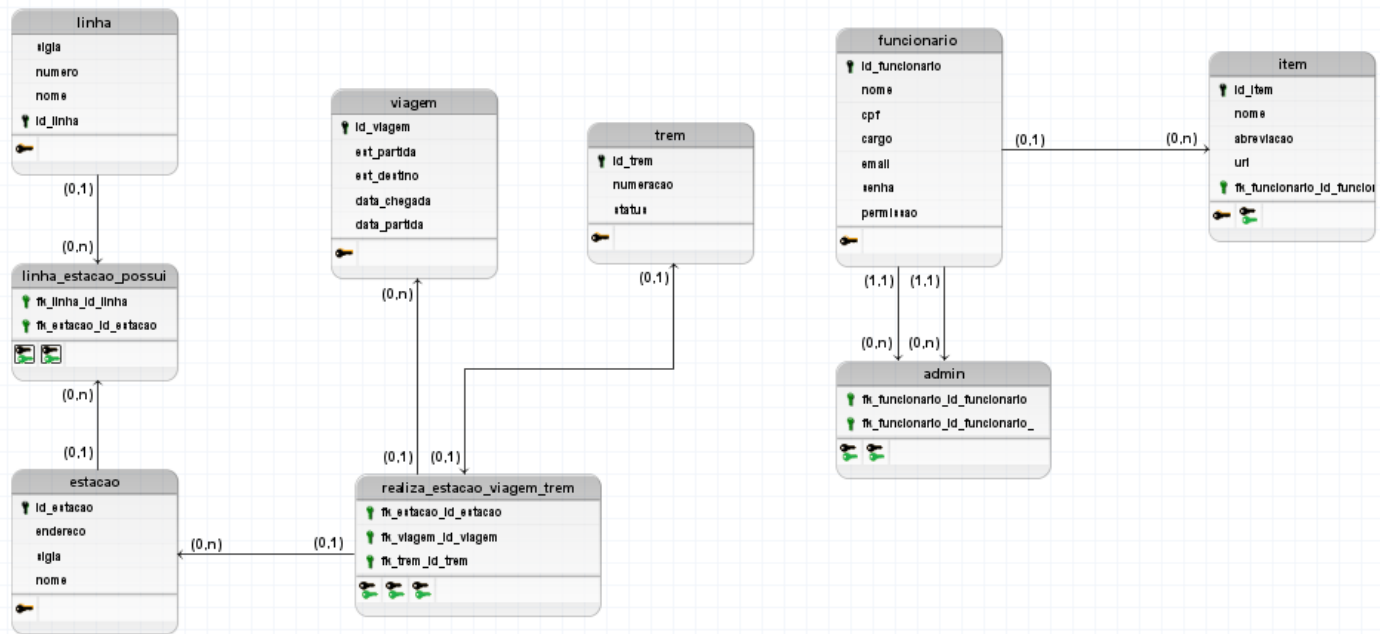 linha
sigla
numero
nome
id_linha
(0,1)
(0,n)
linha_estacao_possui
fk_linha_id_linha
fk_estacao_id_estacao
(0,n)
(0,1)
estacao
id_estacao
endereco
sigla
nome
(0,n)
(0,1)
viagem
id_viagem
est_partida
est_destino
data_chegada
data_partida
(0,n)
(0,1)
trem
id_trem
numeracao
status
(0,1)
(0,1)
realiza_estacao_viagem_trem
fk_estacao_id_estacao
fk_viagem_id_viagem
fk_trem_id_trem
funcionario
id_funcionario
nome
cpf
cargo
email
senha
permissao
(0,1)
(0,n)
item
id_item
nome
abreviacao
url
fk_funcionario_id_funcion
(1,1)
(1,1)
(0,n)
(0,n)
admin
fk_funcionario_id_funcionario
fk_funcionario_id_funcionario_